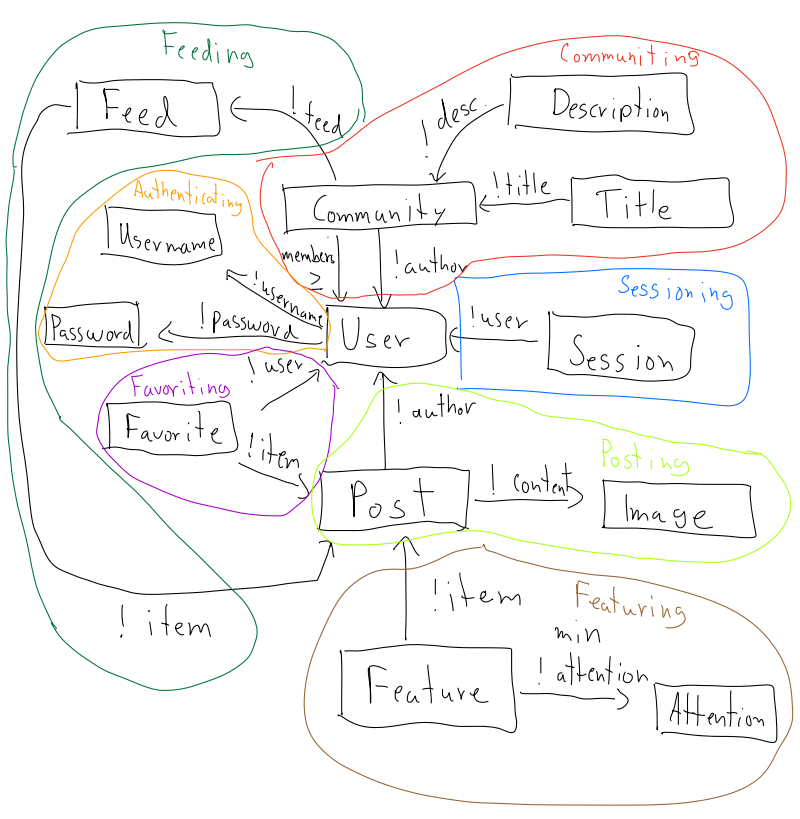 Feeding
Communiting
Feed
! feed
! desc.
Description
Authenticating
Username
Community
! title
Title
members
≥
! author
! username
Password
! password
User
! user
Sessioning
Session
Favoriting
! user
Favorite
! item
! author
Posting
Post
! content
Image
! item
! item
Featuring
min
! attention
Feature
Attention